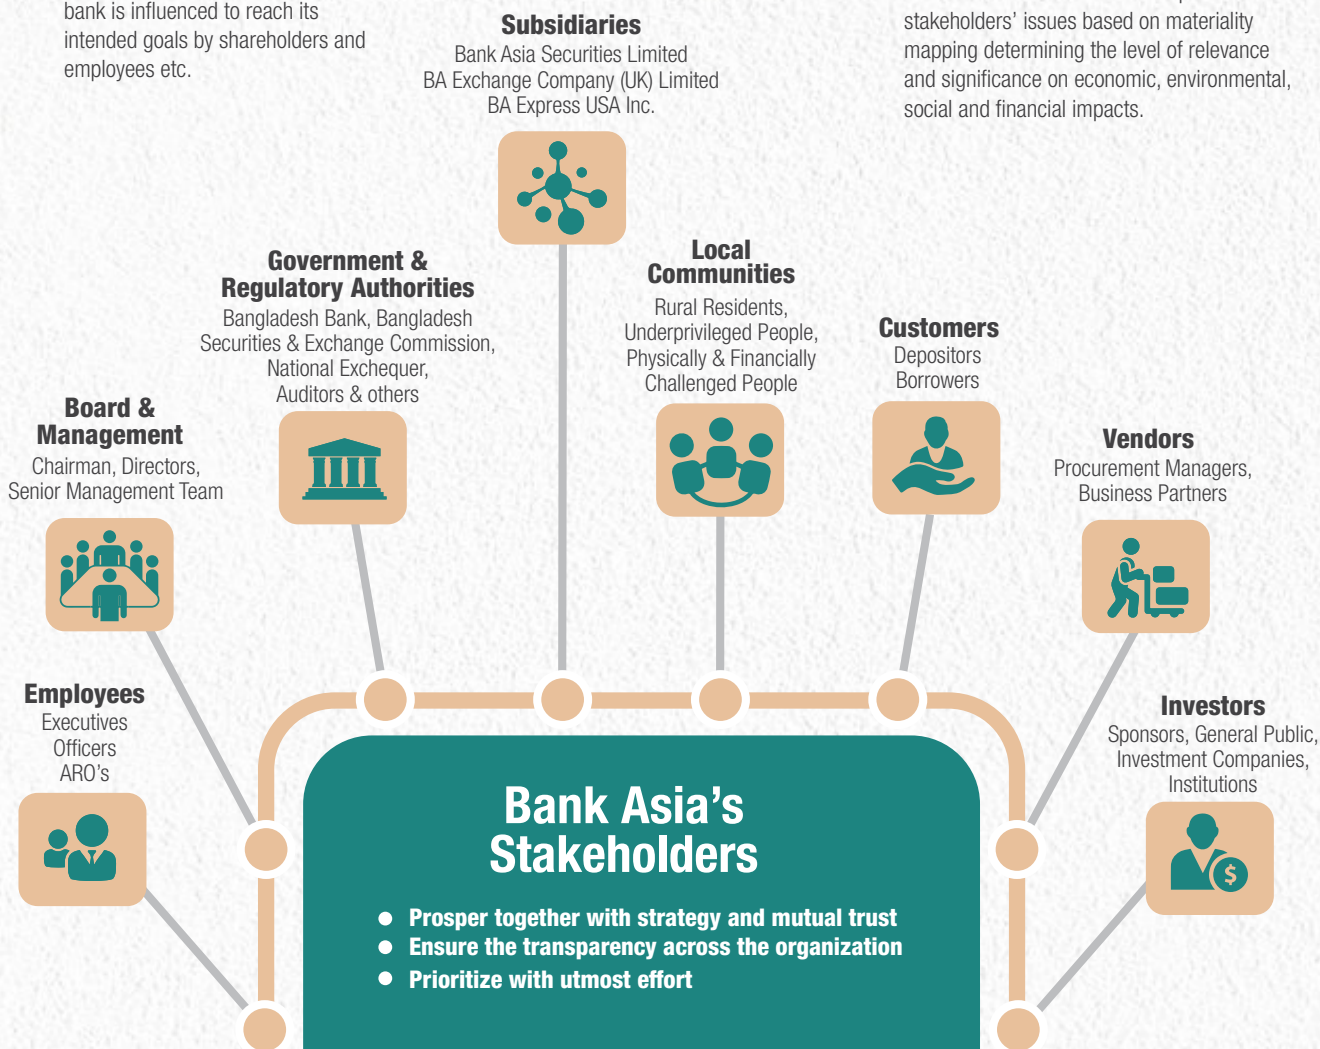 bank is influenced to reach its
intended goals by shareholders and
employees etc.
stakeholders’ issues based on materiality
mapping determining the level of relevance
and significance on economic, environmental,
social and financial impacts.
Subsidiaries
Bank Asia Securities Limited
BA Exchange Company (UK) Limited
BA Express USA Inc.
Government &
Regulatory Authorities
Bangladesh Bank, Bangladesh
Securities & Exchange Commission,
National Exchequer,
Auditors & others
Local
Communities
Rural Residents,
Underprivileged People,
Physically & Financially
Challenged People
Customers
Depositors
Borrowers
Board &
Management
Chairman, Directors,
Senior Management Team
Vendors
Procurement Managers,
Business Partners
Employees
Executives
Officers
ARO’s
Investors
Sponsors, General Public,
Investment Companies,
Institutions
$
Bank Asia’s
Stakeholders
● Prosper together with strategy and mutual trust
● Ensure the transparency across the organization
● Prioritize with utmost effort